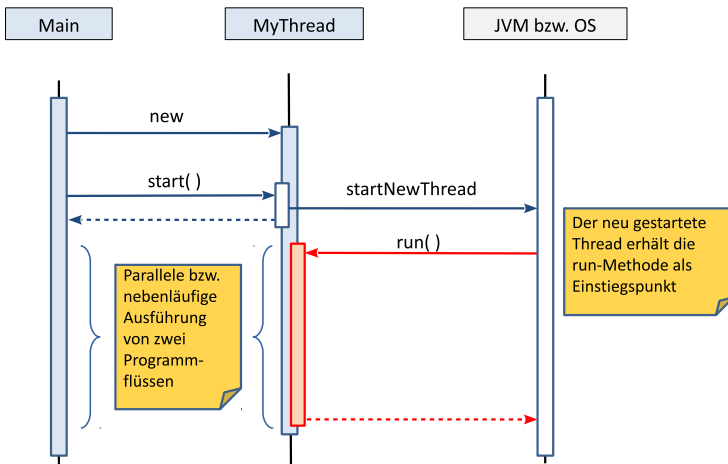 Main
MyThread
JVM bzw. OS
new
start( )
startNewThread
run( )
Der neu gestartete
Thread erhält die
run-Methode als
Einstiegspunkt
Parallele bzw.
nebenläufige
Ausführung
von zwei
Programm-
flüssen